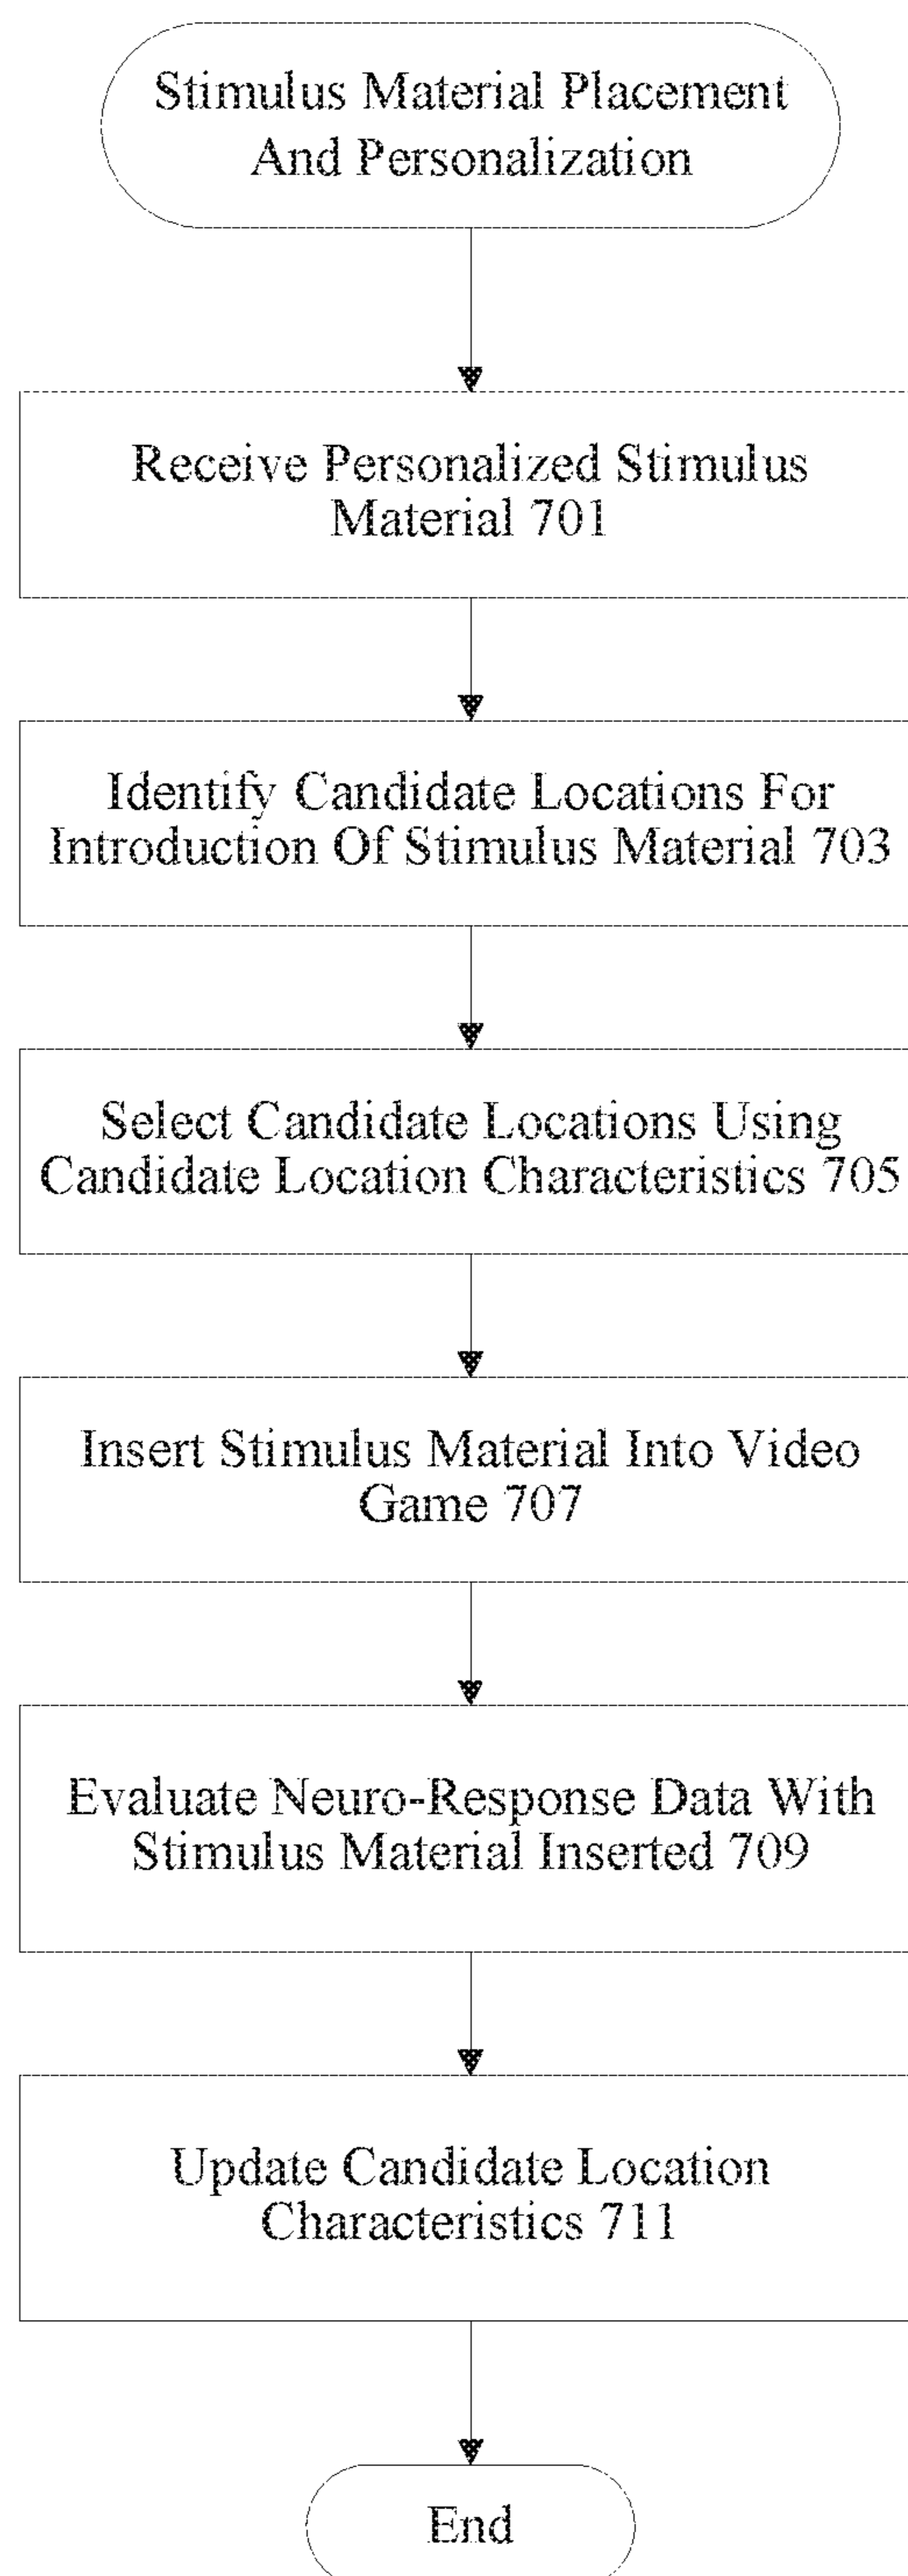 Stimulus Material Placement
And Personalization
Receive Personalized Stimulus
Material 701
Identify Candidate Locations For
Introduction Of Stimulus Material 703
Select Candidate Locations Using
Candidate Location Characteristics 705
Insert Stimulus Material Into Video
Game 707
Evaluate Neuro-Response Data With
Stimulus Material Inserted 709
Update Candidate Location
Characteristics 711
End